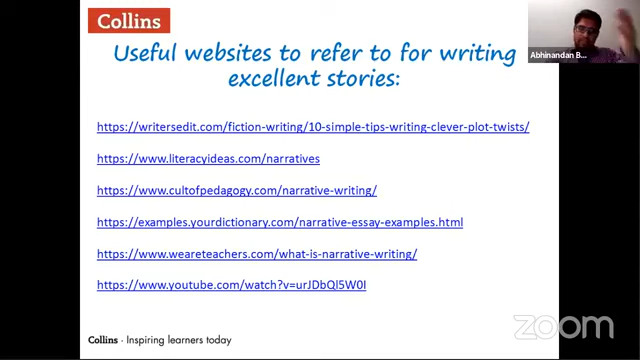 Collins
Useful websites to refer to for writing
excellent stories:
Abhinandan B...
https://writersedit.com/fiction-writing/10-simple-tips-writing-clever-plot-twists/
https://www.literacyideas.com/narratives
https://www.cultofpedagogy.com/narrative-writing/
https://examples.yourdictionary.com/narrative-essay-examples.html
https://www.weareteachers.com/what-is-narrative-writing/
https://www.youtube.com/watch?v=urJDbQl5W0I
Collins · Inspiring learners today
zoom